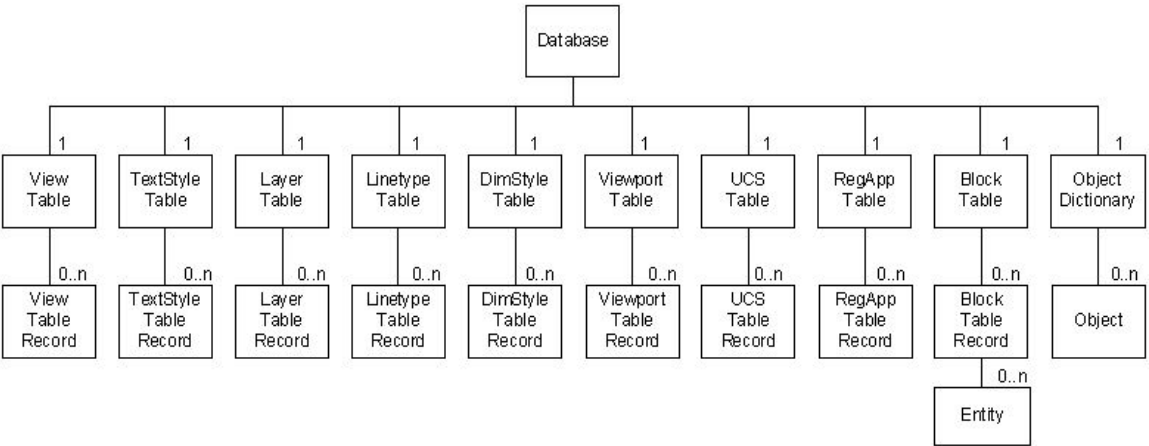 Database
1 1 1 1 1 1 1 1 1 1
View Table
TextStyle Table
Layer Table
Linetype Table
DimStyle Table
Viewport Table
UCS Table
RegApp Table
Block Table
Object Dictionary
0..n 0..n 0..n 0..n 0..n 0..n 0..n 0..n 0..n 0..n
View Table Record
TextStyle Table Record
Layer Table Record
Linetype Table Record
DimStyle Table Record
Viewport Table Record
UCS Table Record
RegApp Table Record
Block Table Record
Object
0..n
Entity